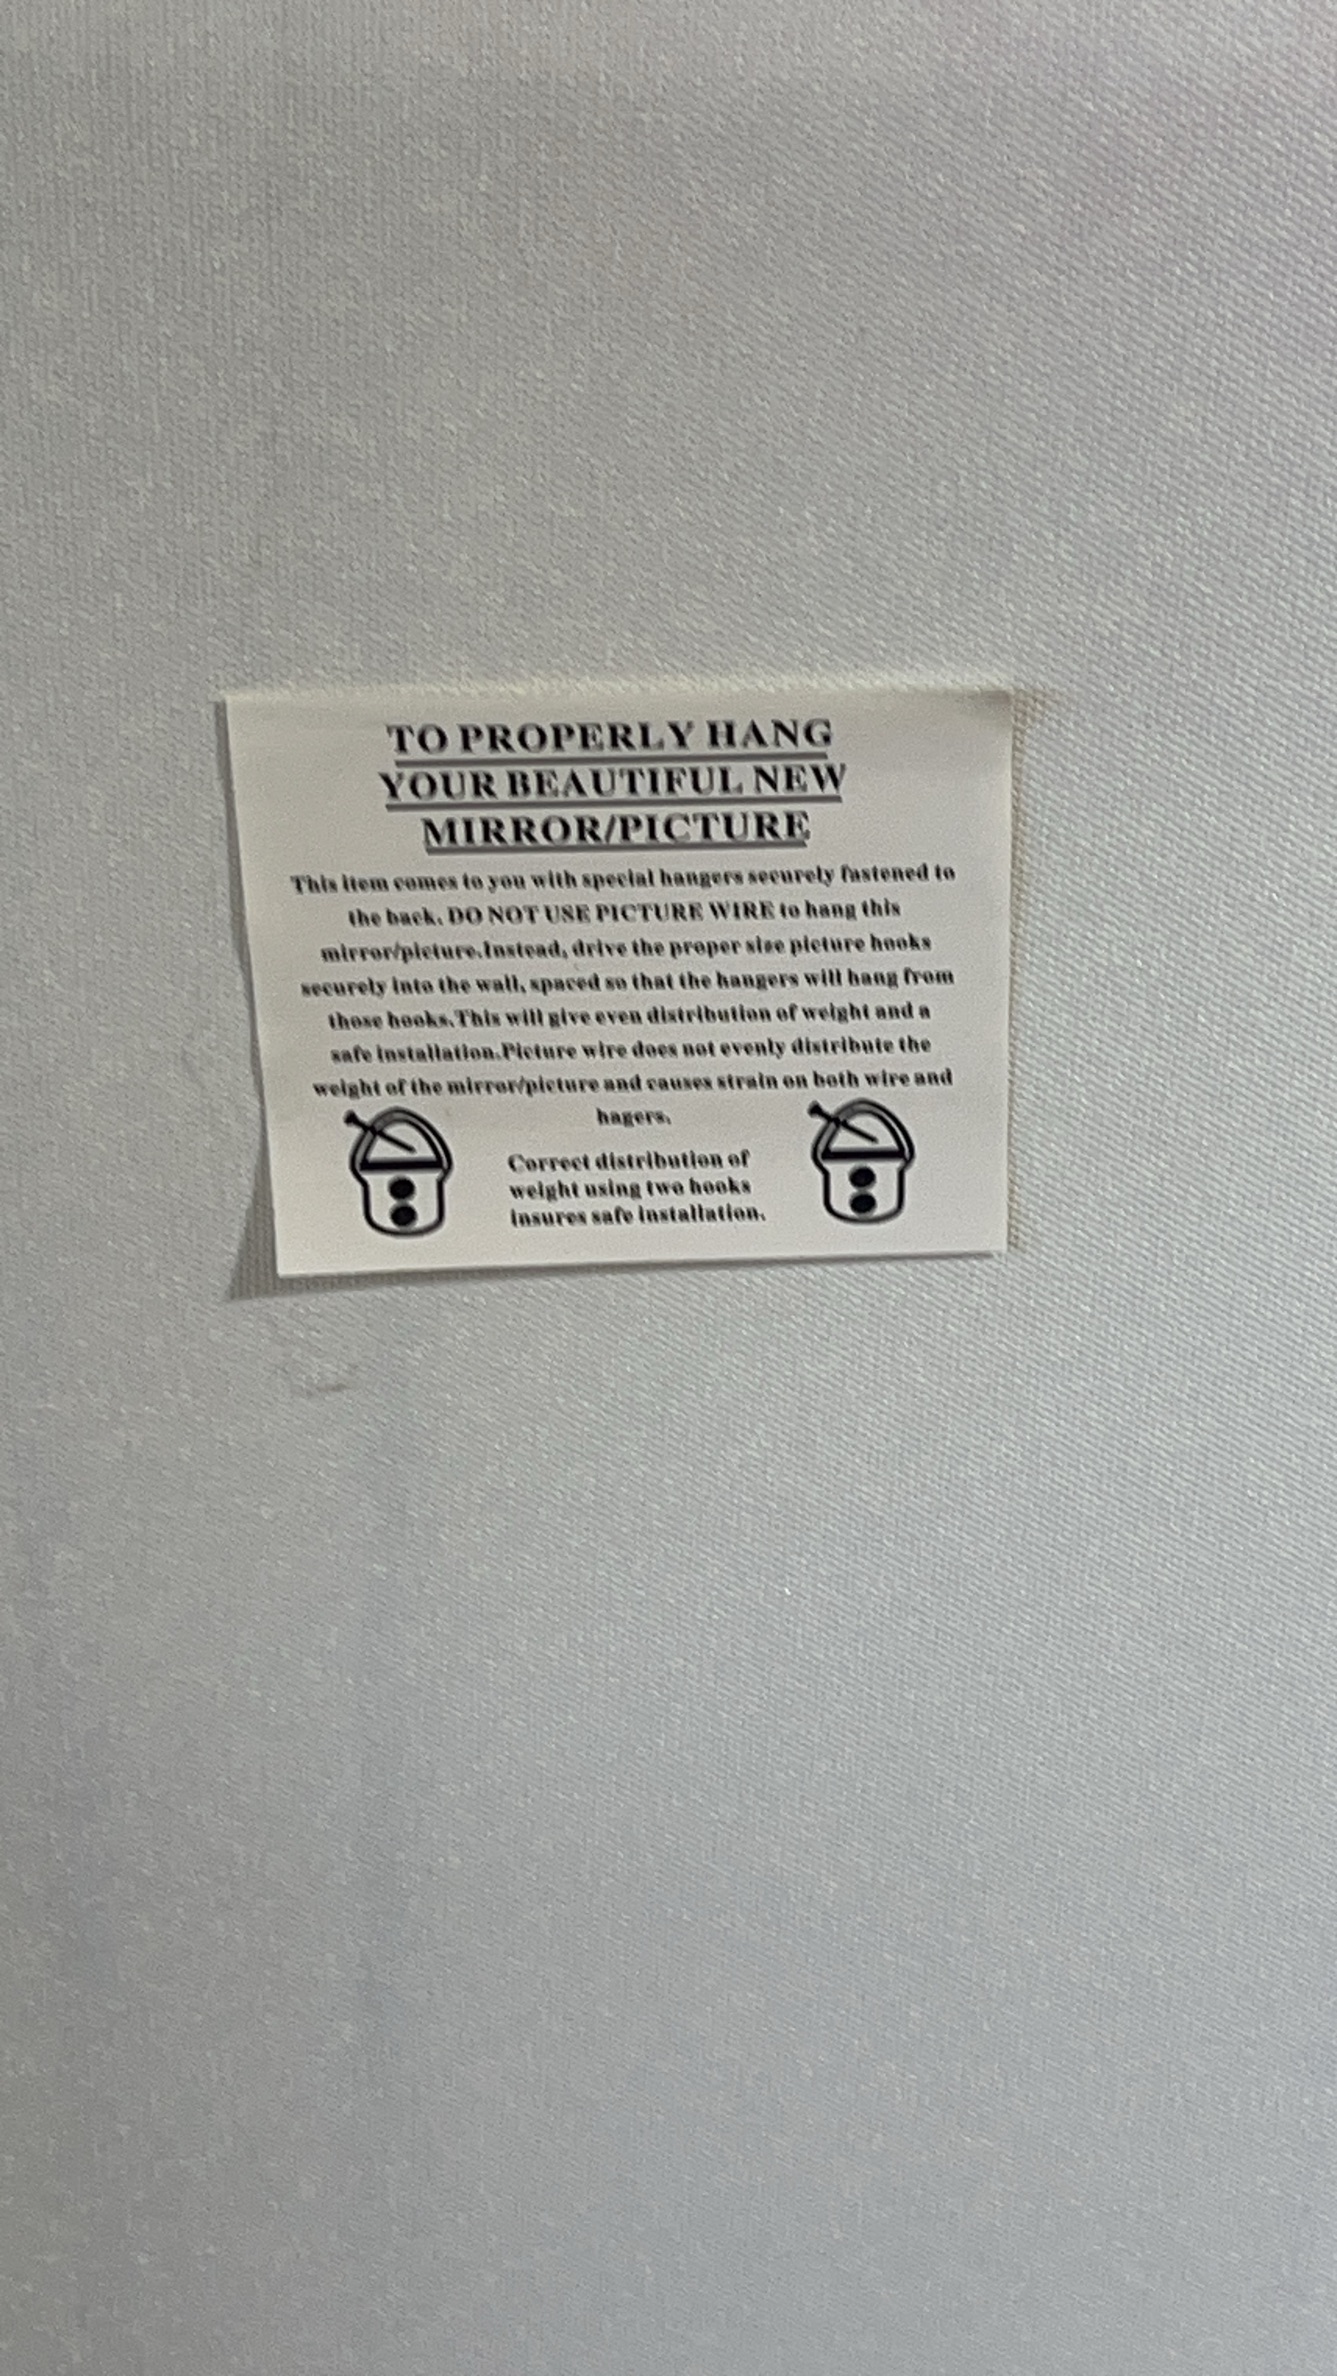 TO PROPERLY HANG
YOUR BEAUTIFUL NEW
MIRROR/PICTURE
This item comes to you with special hangers securely fastened to
the back. DO NOT USE PICTURE WIRE to hang this
mirror/picture.Instead, drive the proper size picture hooks
securely into the wall, spaced so that the hangers will hang from
those hooks.This will give even distribution of weight and a
safe installation.Picture wire does not evenly distribute the
weight of the mirror/picture and causes strain on both wire and
hagers.
Correct distribution of
weight using two hooks
insures safe installation.